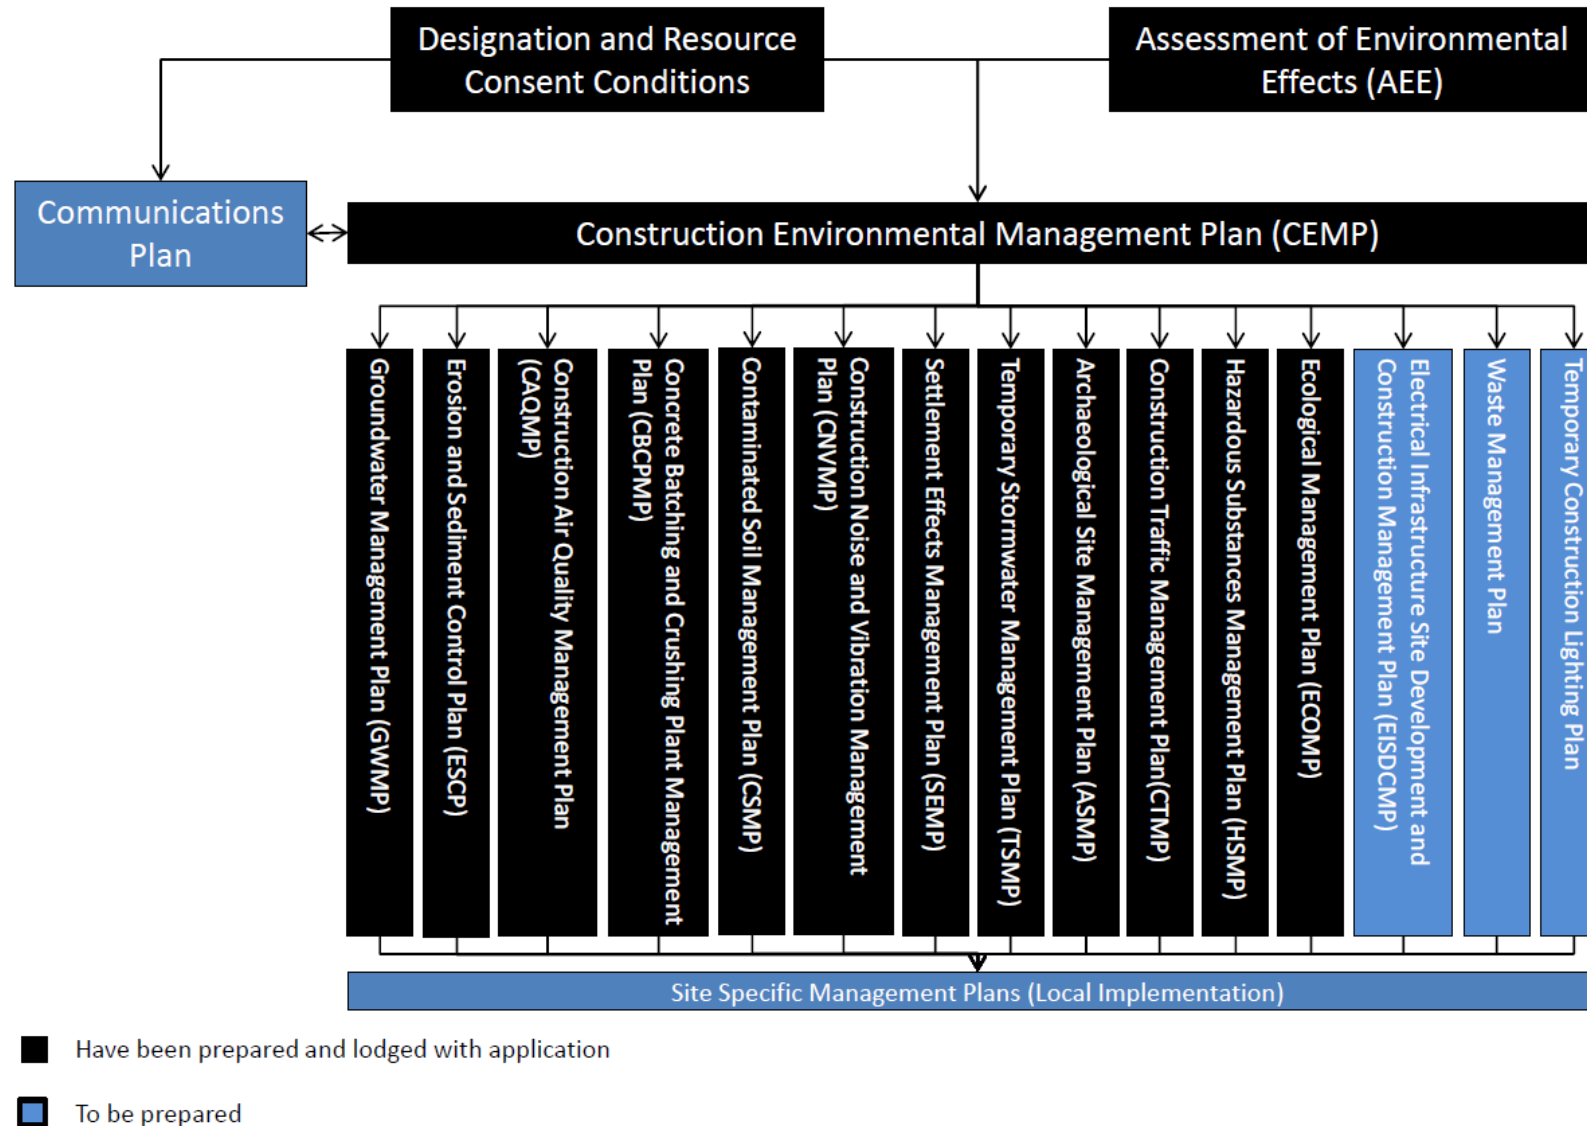 Designation and Resource
Consent Conditions
Assessment of Environmental
Effects (AEE)
Communications
Plan
Construction Environmental Management Plan (CEMP)
Groundwater Management Plan (GWMP)
Erosion and Sediment Control Plan (ESCP)
Construction Air Quality Management Plan
(CAQMP)
Concrete Batching and Crushing Plant Management
Plan (CBCPMP)
Contaminated Soil Management Plan (CSMP)
Construction Noise and Vibration Management
Plan (CNVMP)
Settlement Effects Management Plan (SEMP)
Temporary Stormwater Management Plan (TSMP)
Archaeological Site Management Plan (ASMP)
Construction Traffic Management Plan(CTMP)
Hazardous Substances Management Plan (HSMP)
Ecological Management Plan (ECOMP)
Electrical Infrastructure Site Development and
Construction Management Plan (EISDCMP)
Waste Management Plan
Temporary Construction Lighting Plan
Site Specific Management Plans (Local Implementation)
Have been prepared and lodged with application
To be prepared